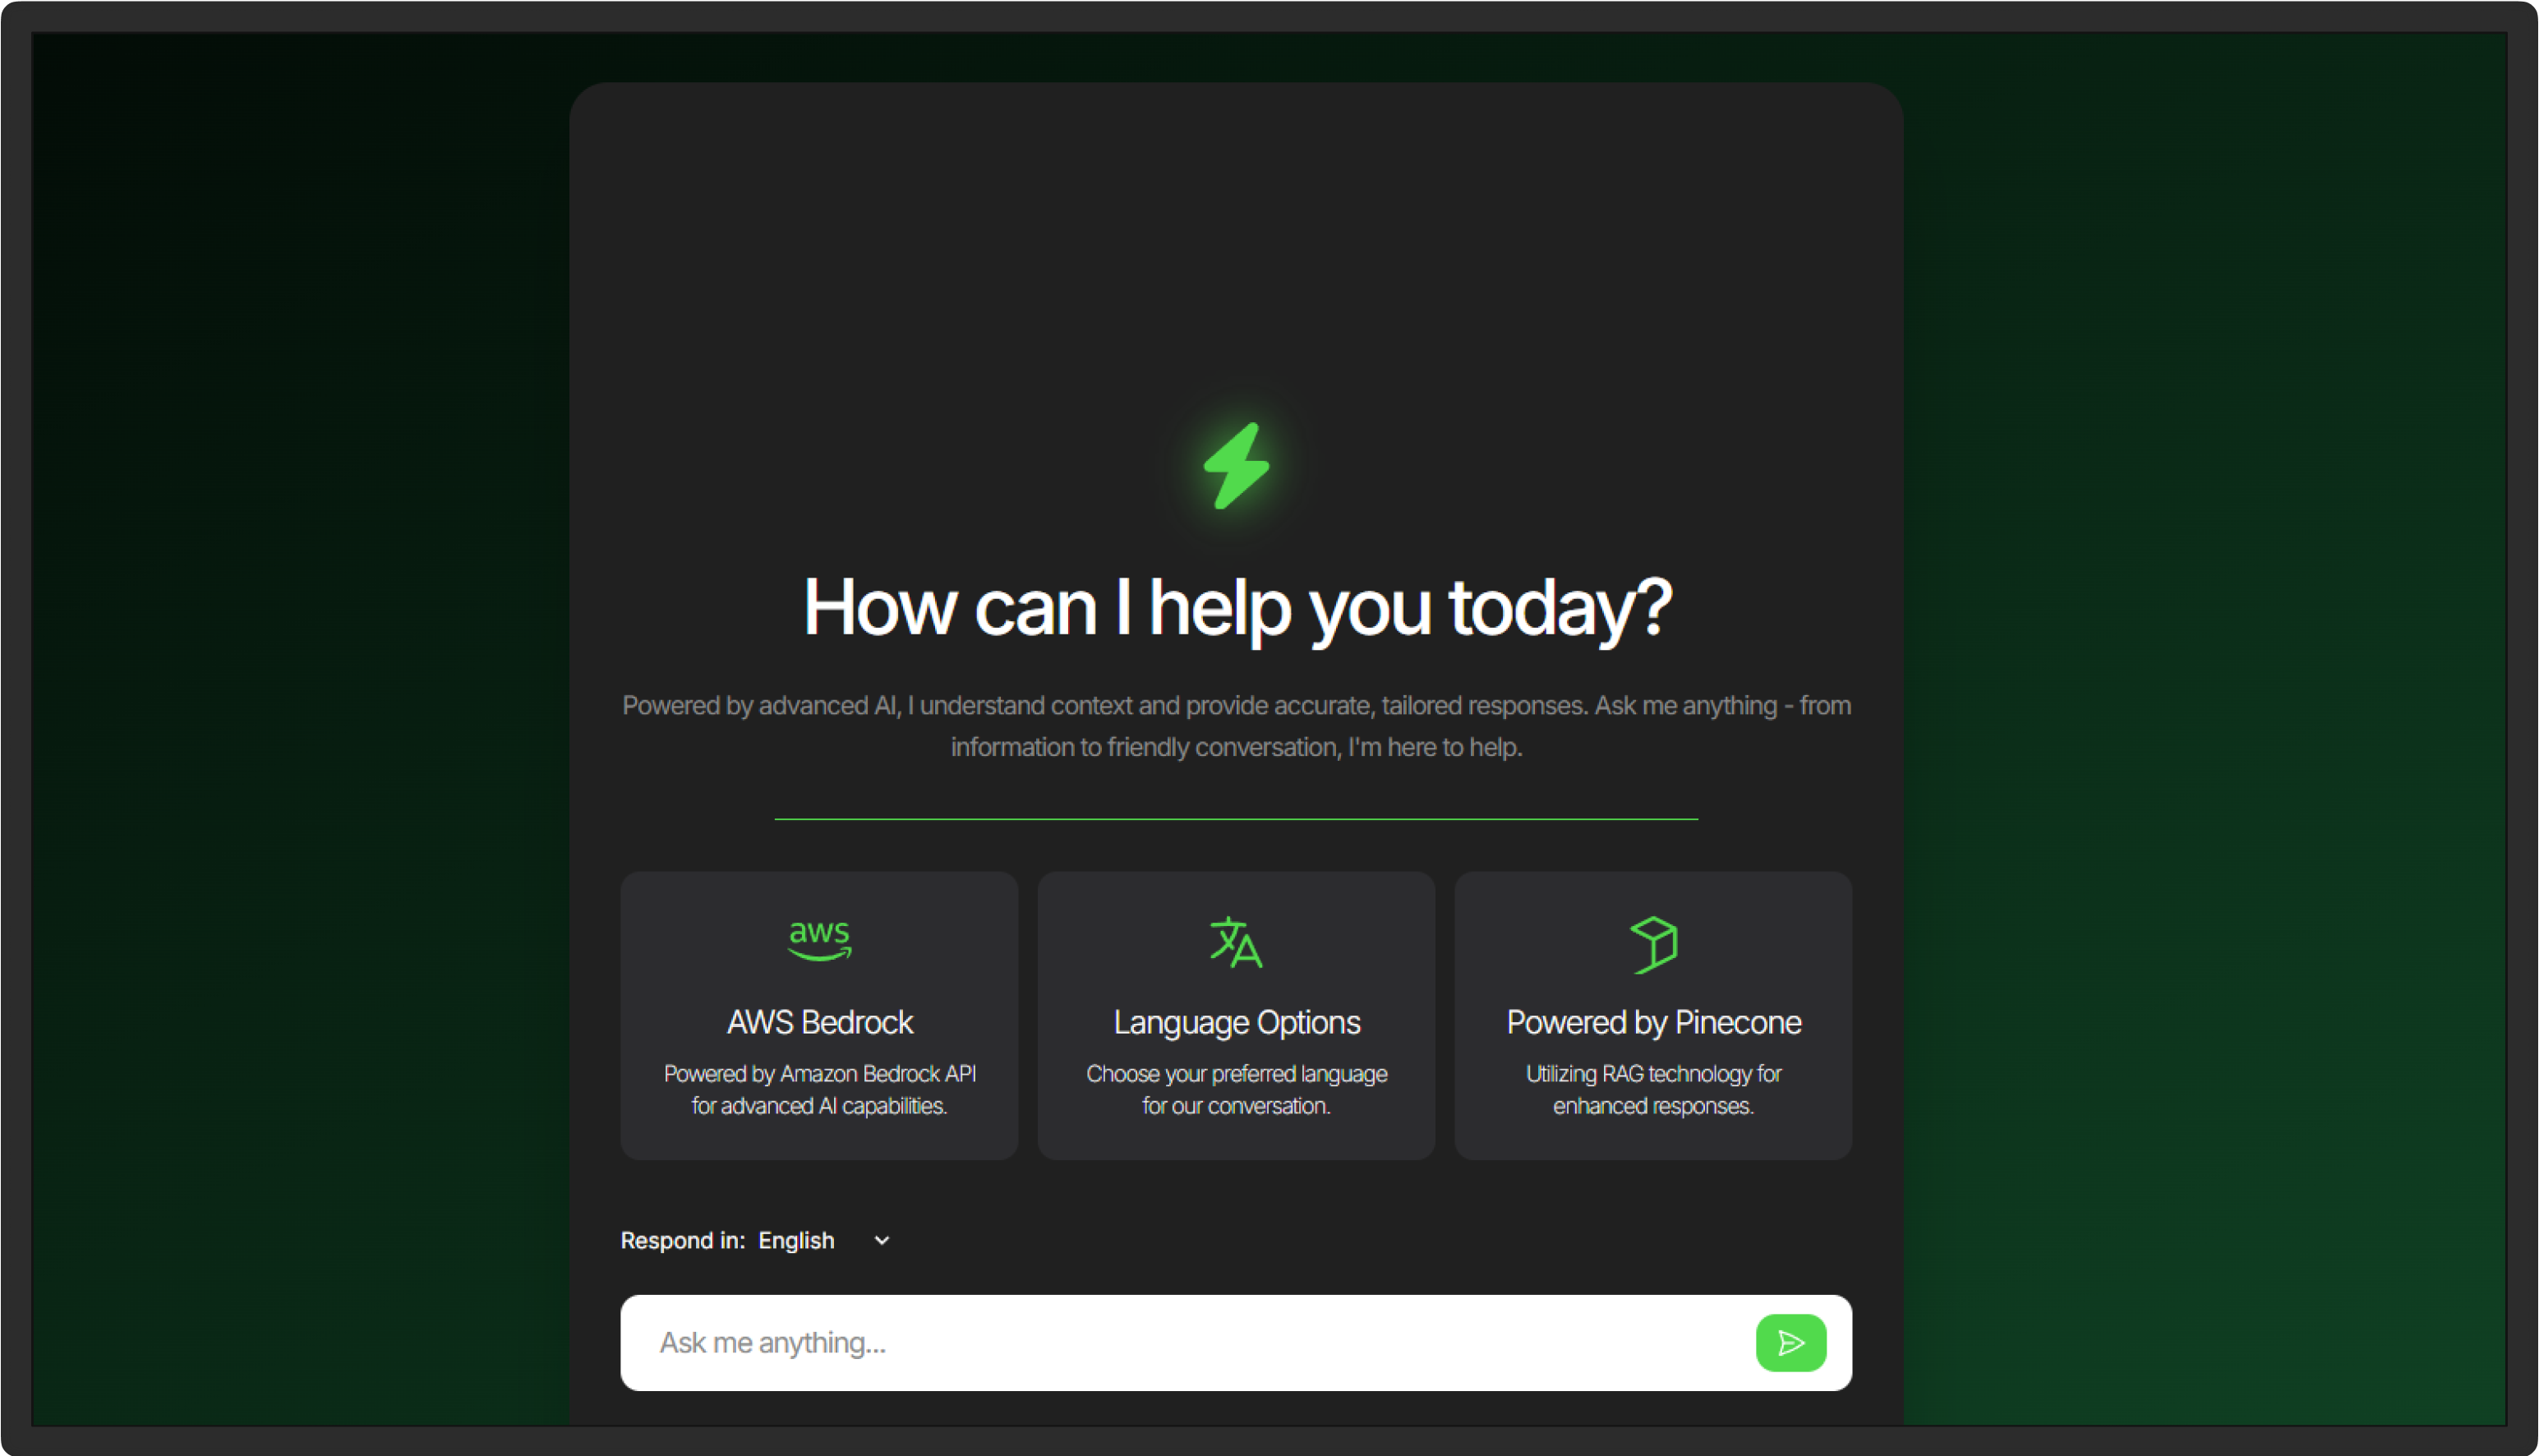 How can I help you today?
Powered by advanced AI, I understand context and provide accurate, tailored responses. Ask me anything - from
information to friendly conversation, I'm here to help.
aws
AWS Bedrock
Powered by Amazon Bedrock API
for advanced AI capabilities.
文A
Language Options
Choose your preferred language
for our conversation.
Powered by Pinecone
Utilizing RAG technology for
enhanced responses.
Respond in: English
Ask me anything...